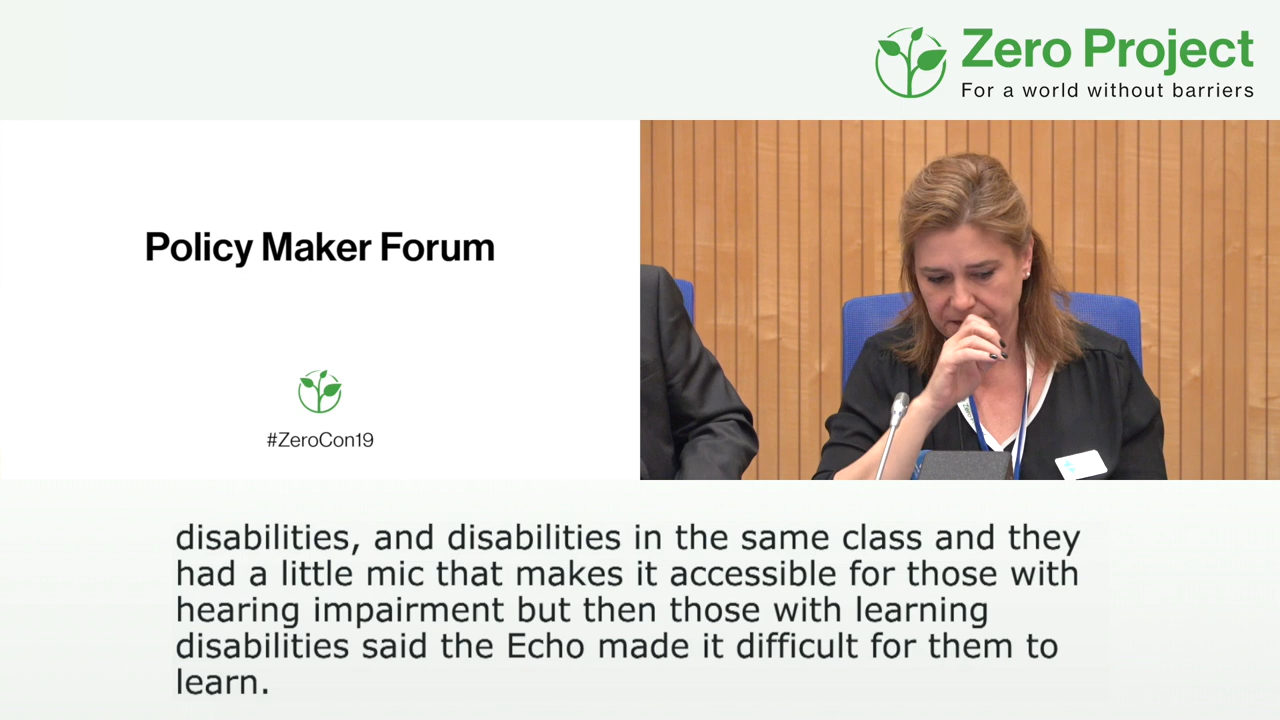 Zero Project
For a world without barriers
Policy Maker Forum
#ZeroCon19
disabilities, and disabilities in the same class and they
had a little mic that makes it accessible for those with
hearing impairment but then those with learning
disabilities said the Echo made it difficult for them to
learn.